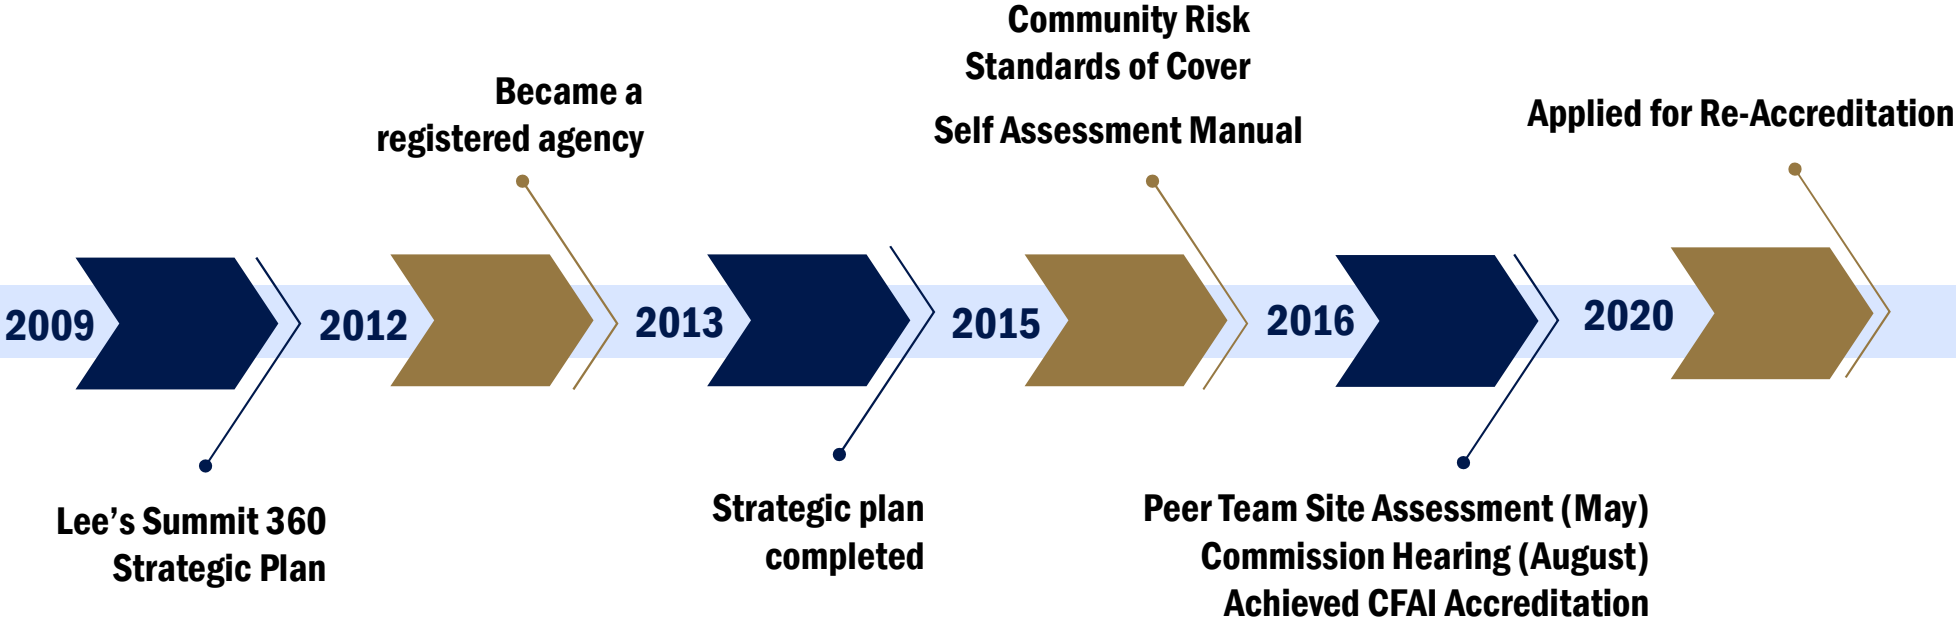 Community Risk
Standards of Cover
Self Assessment Manual
Became a
registered agency
Applied for Re-Accreditation
2009
2012
2013
2015
2016
2020
Lee’s Summit 360
Strategic Plan
Strategic plan
completed
Peer Team Site Assessment (May)
Commission Hearing (August)
Achieved CFAI Accreditation